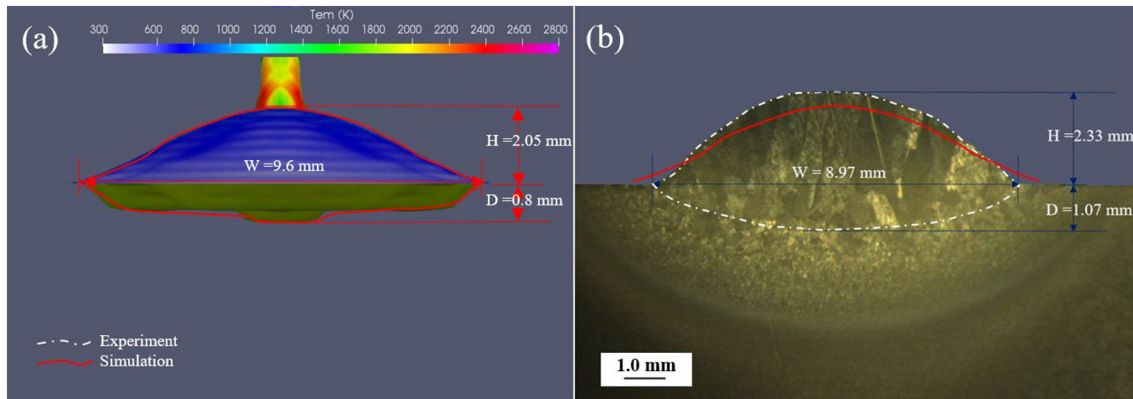 (a)
Tem (K)
300 600 800 1000 1200 1400 1600 1800 2000 2200 2400 2600 2800
H =2.05 mm
W =9.6 mm
D =0.8 mm
Experiment
Simulation
(b)
H =2.33 mm
W = 8.97 mm
D =1.07 mm
1.0 mm